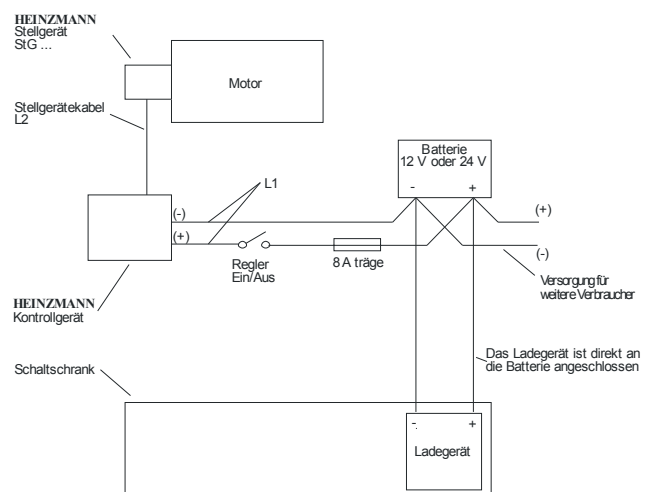 HEINZMANN
Stellgerät
StG ...
Motor
Stellgerätekabel
L2
Batterie
12 V oder 24 V
- +
L1
(-)
(+)
(+)
(-)
Regler
Ein/Aus
8 A träge
Versorgung für
weitere Verbraucher
HEINZMANN
Kontrollgerät
Das Ladegerät ist direkt an
die Batterie angeschlossen
Schaltschrank
- +
Ladegerät